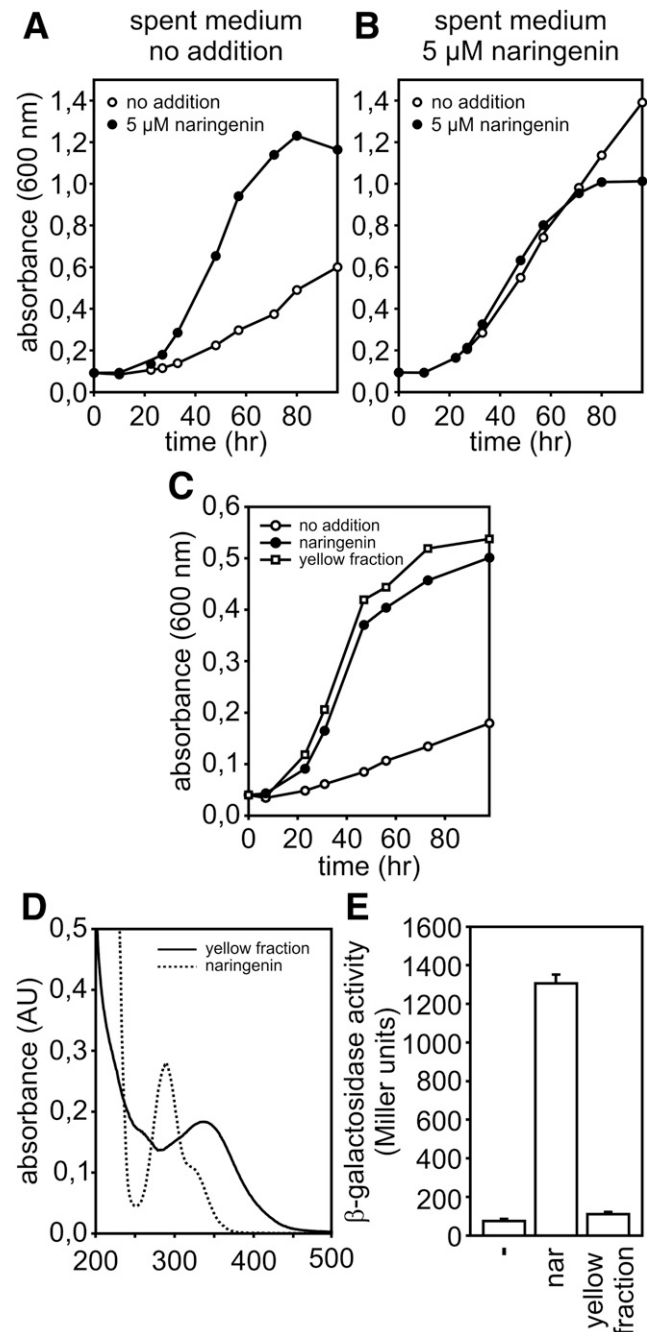 A
spent medium
no addition
B
spent medium
5 µM naringenin
no addition
5 µM naringenin
absorbance (600 nm)
1,4
1,2
1,0
0,8
0,6
0,4
0,2
0,0
0 20 40 60 80
time (hr)
no addition
5 µM naringenin
1,4
1,2
1,0
0,8
0,6
0,4
0,2
0,0
0 20 40 60 80
time (hr)
C
no addition
naringenin
yellow fraction
absorbance (600 nm)
0,6
0,5
0,4
0,3
0,2
0,1
0,0
0 20 40 60 80
time (hr)
D
yellow fraction
naringenin
absorbance (AU)
0,5
0,4
0,3
0,2
0,1
0,0
200 300 400 500
E
β-galactosidase activity
(Miller units)
1600
1400
1200
1000
800
600
400
200
0
-
nar
yellow
fraction